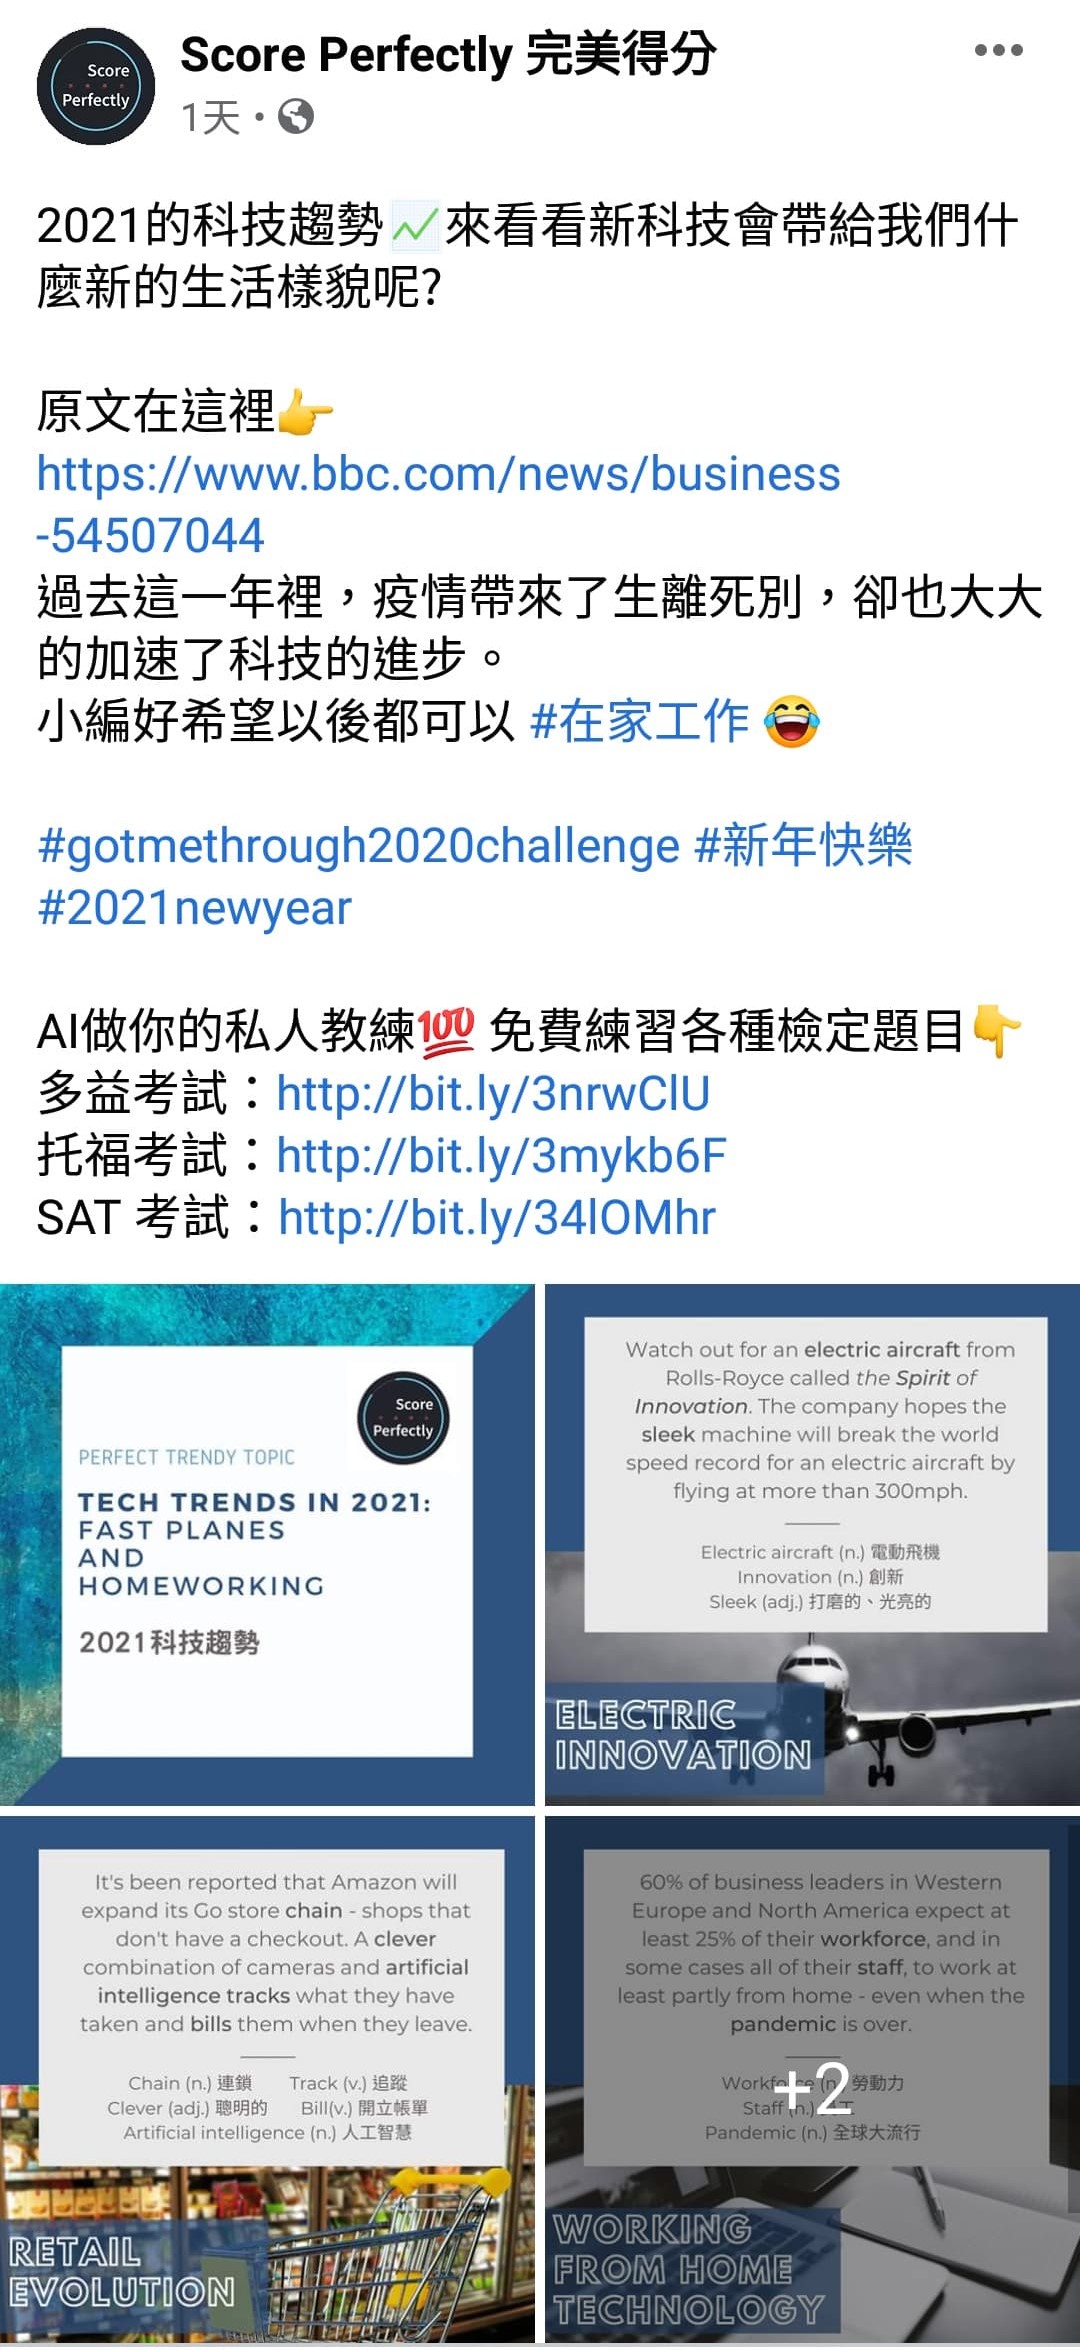 Score Perfectly 完美得分
Score
Perfectly
1天
2021的科技趨勢📈來看看新科技會帶給我們什
麼新的生活樣貌呢?
原文在這裡👉
https://www.bbc.com/news/business
-54507044
過去這一年裡，疫情帶來了生離死別，卻也大大
的加速了科技的進步。
小編好希望以後都可以 #在家工作 😂
#gotmethrough2020challenge #新年快樂
#2021newyear
AI做你的私人教練💯 免費練習各種檢定題目👇
多益考試：http://bit.ly/3nrwClU
托福考試：http://bit.ly/3mykb6F
SAT 考試：http://bit.ly/34lOMhr
Score
Perfectly
PERFECT TRENDY TOPIC
TECH TRENDS IN 2021:
FAST PLANES
AND
HOMEWORKING
2021科技趨勢
Watch out for an electric aircraft from
Rolls-Royce called the Spirit of
Innovation. The company hopes the
sleek machine will break the world
speed record for an electric aircraft by
flying at more than 300mph.
Electric aircraft (n.) 電動飛機
Innovation (n.) 創新
Sleek (adj.) 打磨的、光亮的
ELECTRIC
INNOVATION
It's been reported that Amazon will
expand its Go store chain - shops that
don't have a checkout. A clever
combination of cameras and artificial
intelligence tracks what they have
taken and bills them when they leave.
Chain (n.) 連鎖 Track (v.) 追蹤
Clever (adj.) 聰明的 Bill(v.) 開立帳單
Artificial intelligence (n.) 人工智慧
RETAIL
EVOLUTION
60% of business leaders in Western
Europe and North America expect at
least 25% of their workforce, and in
some cases all of their staff, to work at
least partly from home - even when the
pandemic is over.
Workforce (n.) 勞動力
Staff (n.)
Pandemic (n.) 全球大流行
+2
WORKING
FROM HOME
TECHNOLOGY